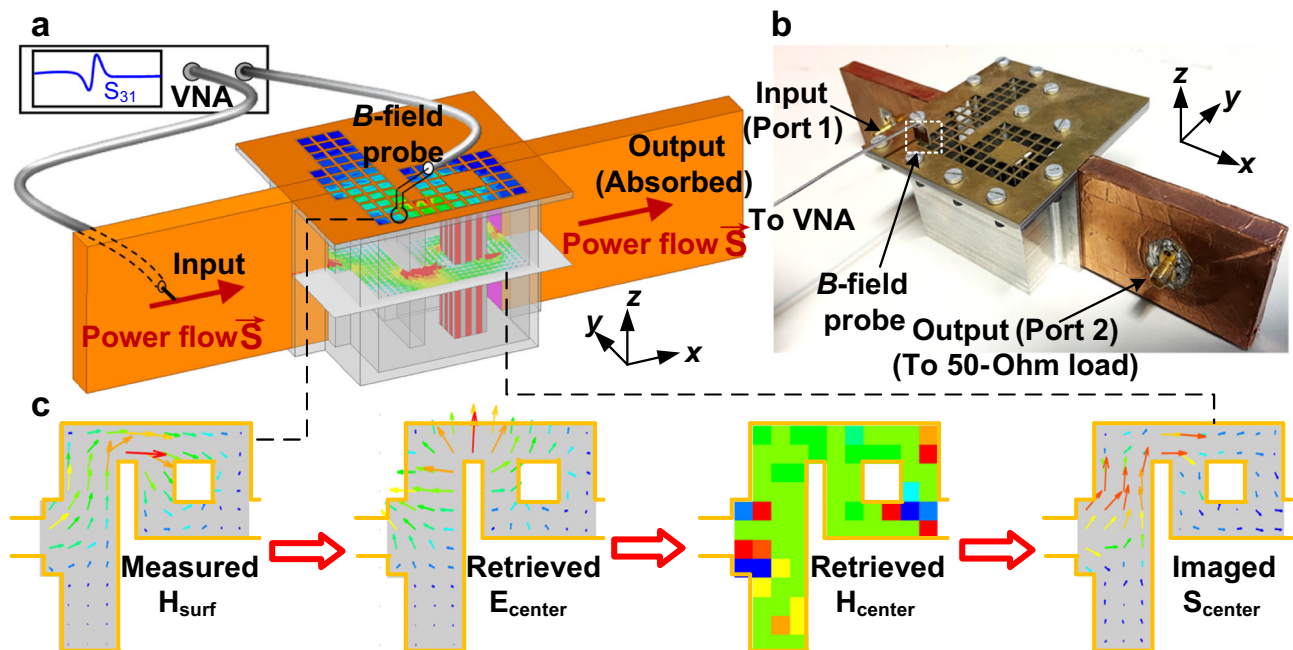 a
S31
VNA
B-field
probe
Output
(Absorbed)
Power flow S
Input
Power flow S
z
y
x
b
Input
(Port 1)
z
y
x
To VNA
B-field
probe
Output (Port 2)
(To 50-Ohm load)
c
Measured
Hsurf
Retrieved
Ecenter
Retrieved
Hcenter
Imaged
Scenter